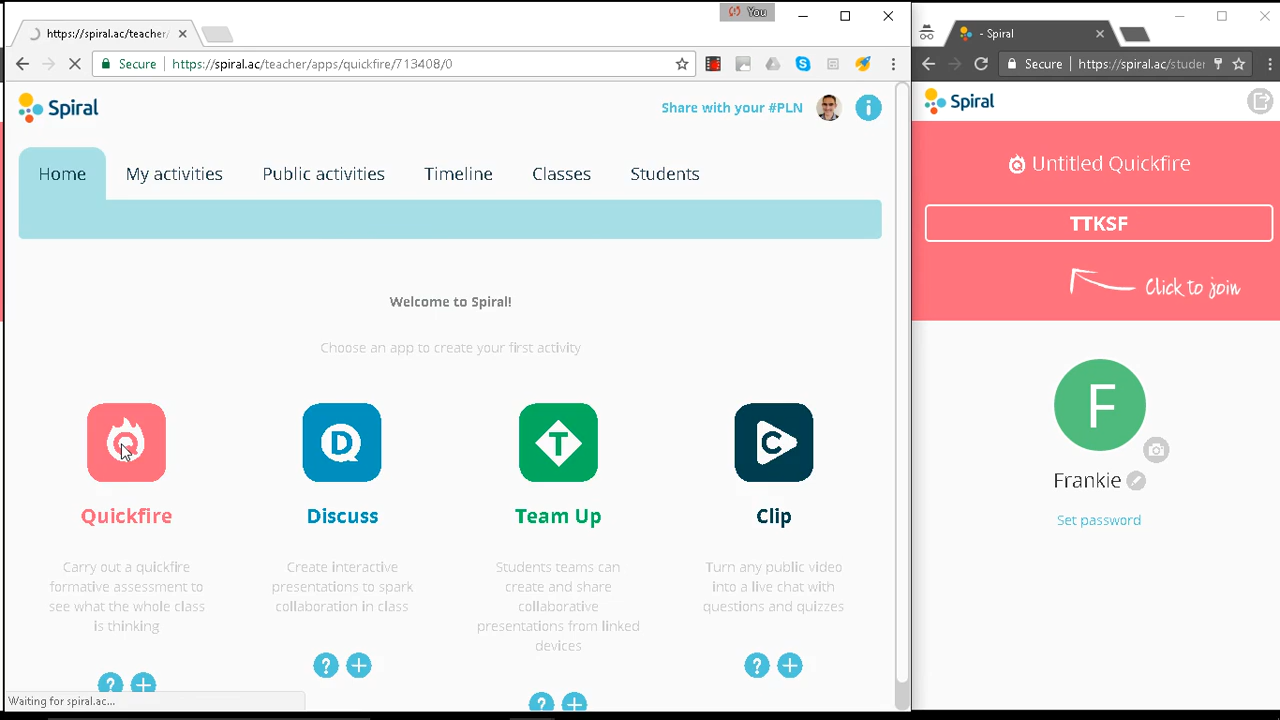 You
https://spiral.ac/teacher/
Secure
https://spiral.ac/teacher/apps/quickfire/713408/0
Spiral
Share with your #PLN
i
Home
My activities
Public activities
Timeline
Classes
Students
Welcome to Spiral!
Choose an app to create your first activity
Q
D
T
C
Quickfire
Discuss
Team Up
Clip
Carry out a quickfire
formative assessment to
see what the whole class
is thinking
Create interactive
presentations to spark
collaboration in class
Students teams can
create and share
collaborative
presentations from linked
devices
Turn any public video
into a live chat with
questions and quizzes
?
+
?
+
?
+
?
+
Waiting for spiral.ac...
- Spiral
Secure
https://spiral.ac/stude
Spiral
Untitled Quickfire
TTKSF
Click to join
F
Frankie
Set password